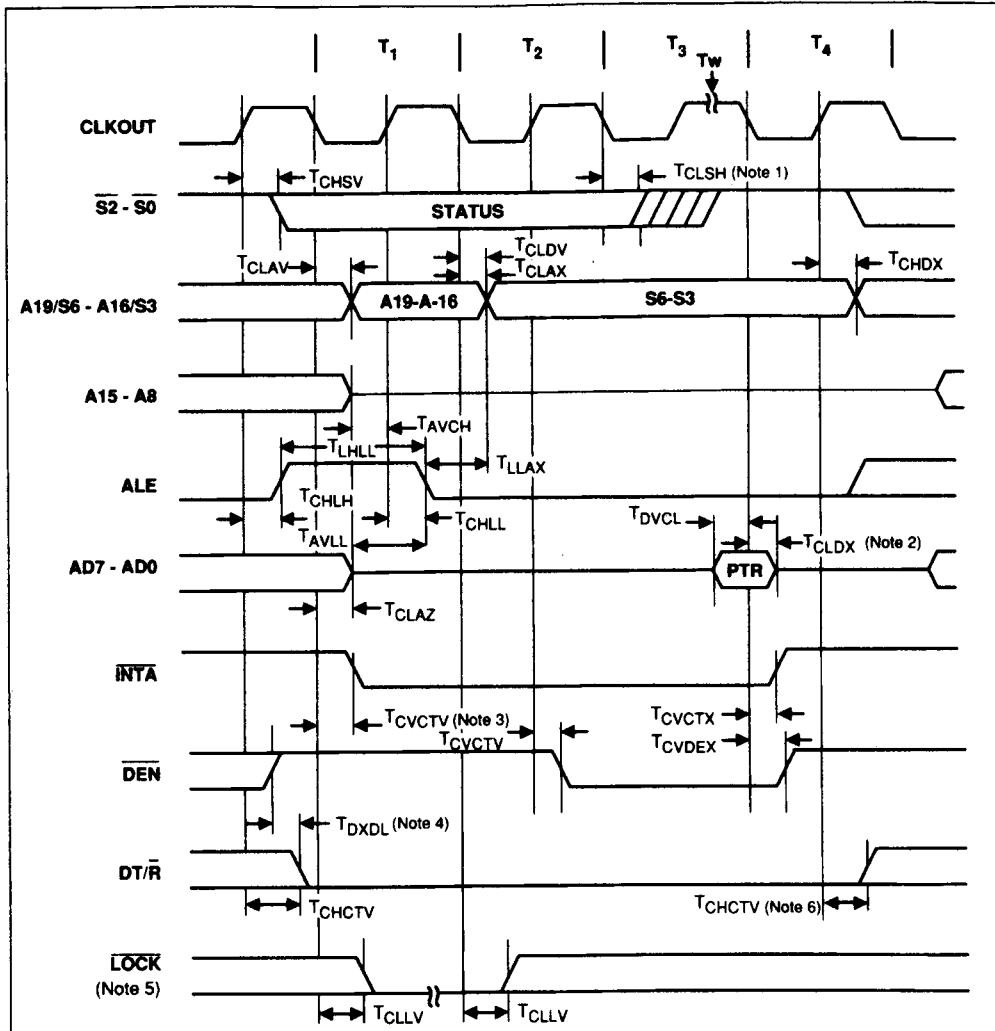 T1 T2 T3 T4
Tw
CLKOUT
TCHSV
TCLSH (Note 1)
S2 - S0
STATUS
TCLDV
TCLAV
TCLAX
TCHDX
A19/S6 - A16/S3
A19-A-16
S6-S3
A15 - A8
TAVCH
TLHLL
TLLAX
ALE
TCHLH
TCHLL
TDVCL
TAVLL
TCLDX (Note 2)
AD7 - AD0
PTR
TCLAZ
INTA
TCVCTV (Note 3)
TCVCTX
TCVCTV
TCVDEX
DEN
TDXDL (Note 4)
DT/R
TCHCTV
TCHCTV (Note 6)
LOCK
(Note 5)
TCLLV
TCLLV